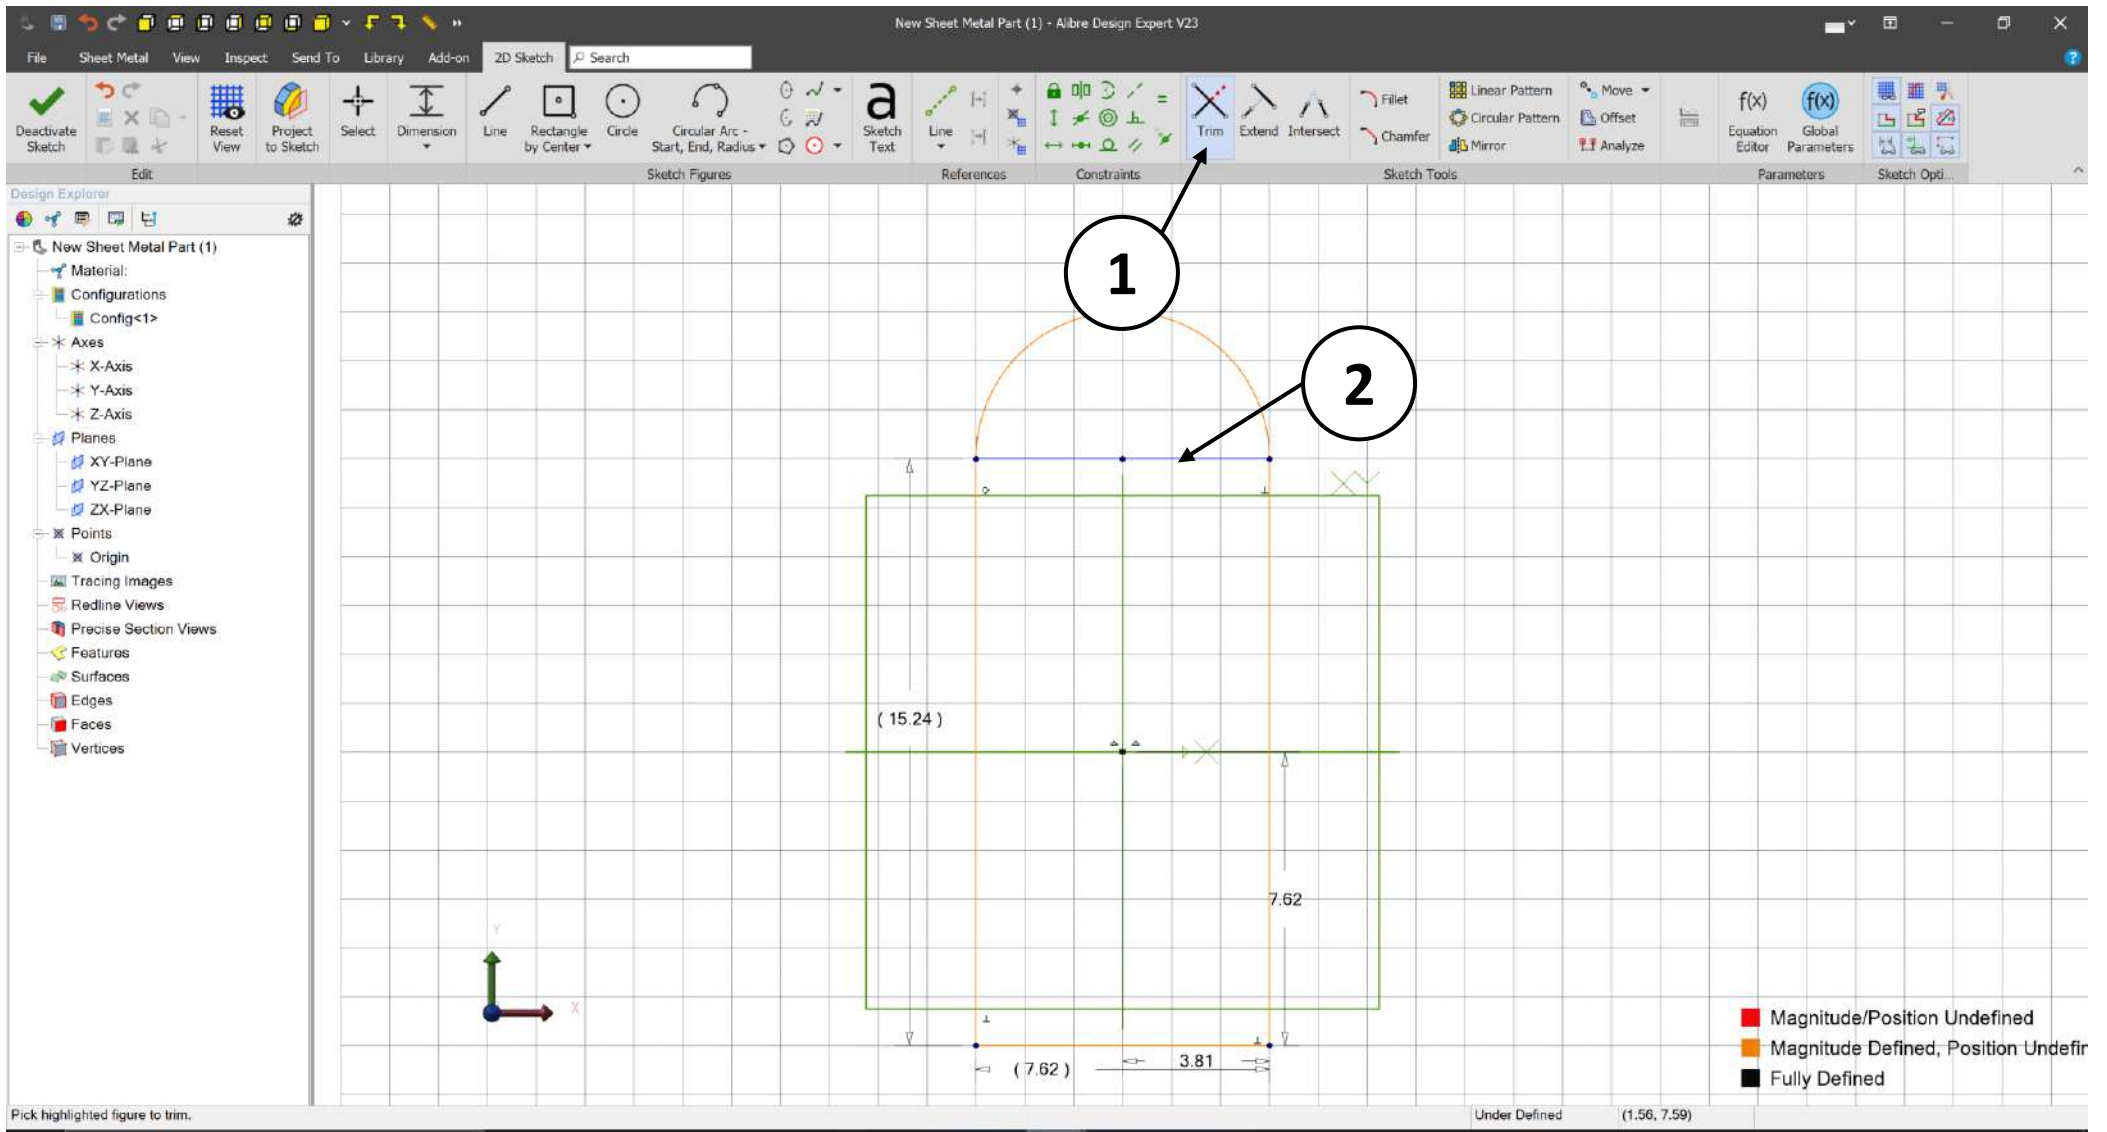 New Sheet Metal Part (1) - Alibre Design Expert V23
File Sheet Metal View Inspect Send To Library Add-on 2D Sketch Search
Deactivate Sketch
Reset View
Project to Sketch
Select
Dimension
Line
Rectangle by Center
Circle
Circular Arc - Start, End, Radius
a
Sketch Text
Line
Trim
Extend
Intersect
Fillet
Chamfer
Linear Pattern
Circular Pattern
Mirror
Move
Offset
Analyze
f(x)
Equation Editor
f(x)
Global Parameters
Edit Sketch Figures References Constraints Sketch Tools Parameters Sketch Opti...
Design Explorer
New Sheet Metal Part (1)
Material:
Configurations
Config<1>
Axes
X-Axis
Y-Axis
Z-Axis
Planes
XY-Plane
YZ-Plane
ZX-Plane
Points
Origin
Tracing Images
Redline Views
Precise Section Views
Features
Surfaces
Edges
Faces
Vertices
1
2
XY
( 15.24 )
X
7.62
3.81
( 7.62 )
Y
X
Magnitude/Position Undefined
Magnitude Defined, Position Undefin
Fully Defined
Pick highlighted figure to trim.
Under Defined (1.56, 7.59)